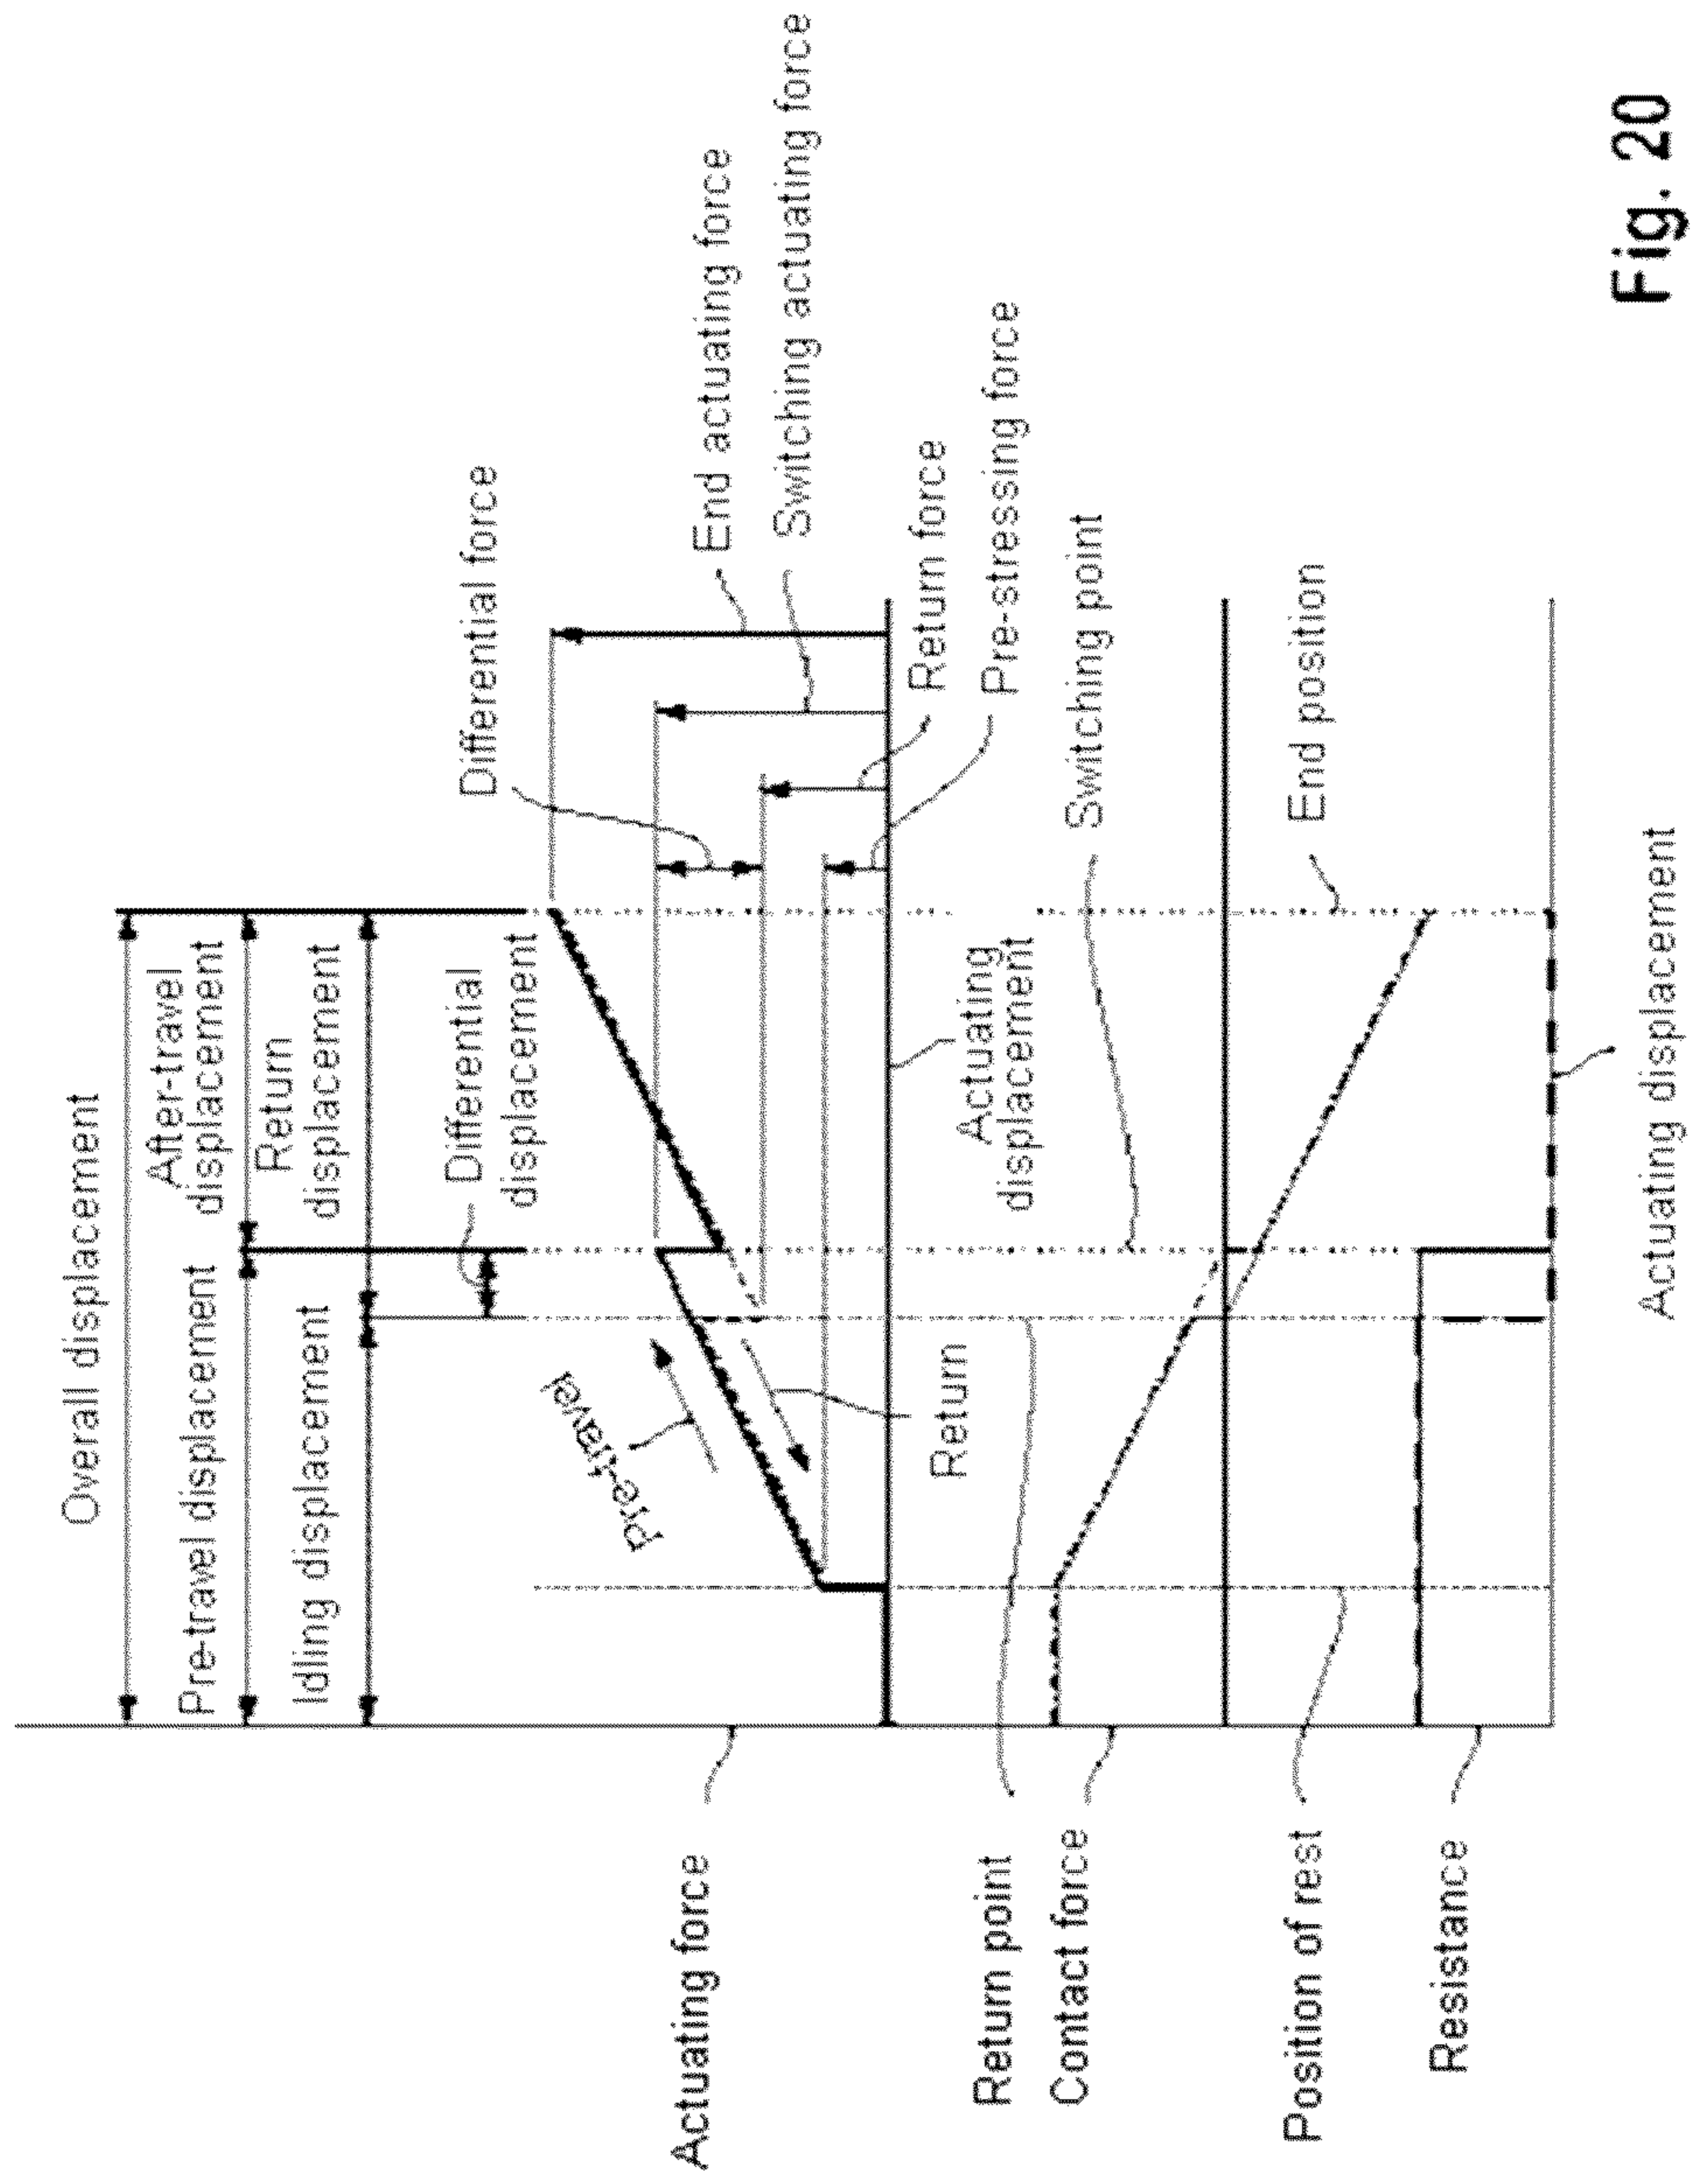 Overall displacement
Pre-travel displacement
After-travel
displacement
Idling displacement
Return
displacement
Differential
displacement
Differential force
Pre-travel
End actuating force
Switching actuating force
Actuating force
Return force
Return
Actuating
displacement
Pre-stressing force
Return point
Contact force
Switching point
Position of rest
End position
Resistance
Actuating displacement
Fig. 20